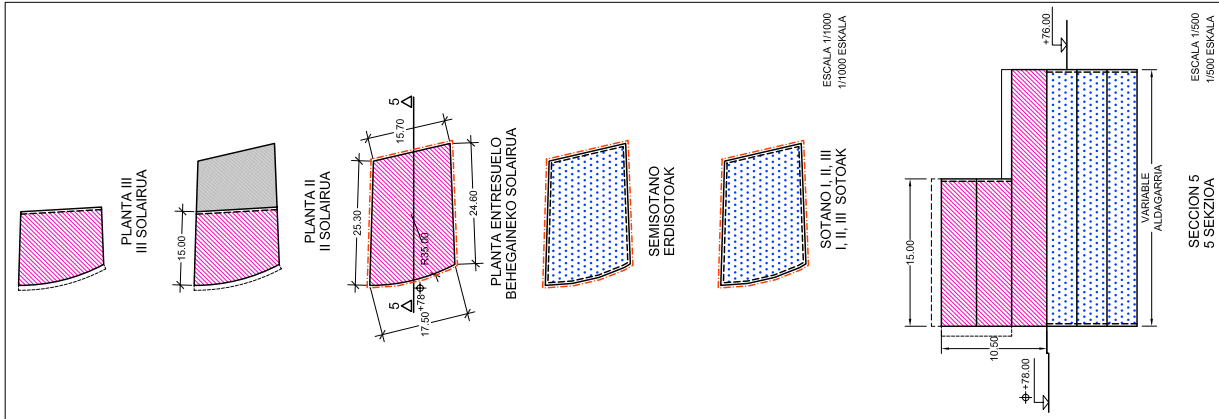 PLANTA III
III SOLAIRUA
15.00
PLANTA II
II SOLAIRUA
5
5
15.70
25.30
24.60
R35.00
+78
17.50
PLANTA ENTRESUELO
BEHEGAINEKO SOLAIRUA
SEMISOTANO
ERDISOTOAK
SOTANO I, II, III
I, II, III SOTOAK
ESCALA 1/1000
1/1000 ESKALA
+76.00
15.00
10.50
+78.00
VARIABLE
ALDAGARRIA
SECCION 5
5 SEKZIOA
ESCALA 1/500
1/500 ESKALA